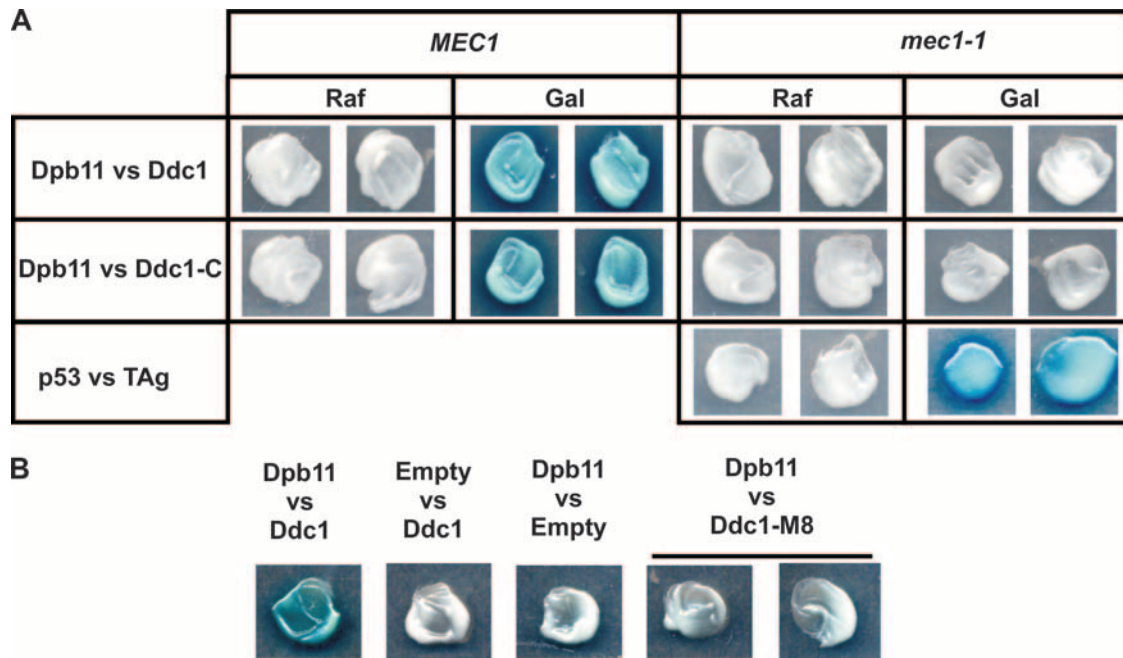 A
MEC1
mec1-1
Raf
Gal
Raf
Gal
Dpb11 vs Ddc1
Dpb11 vs Ddc1-C
p53 vs TAg
B
Dpb11
vs
Ddc1
Empty
vs
Ddc1
Dpb11
vs
Empty
Dpb11
vs
Ddc1-M8